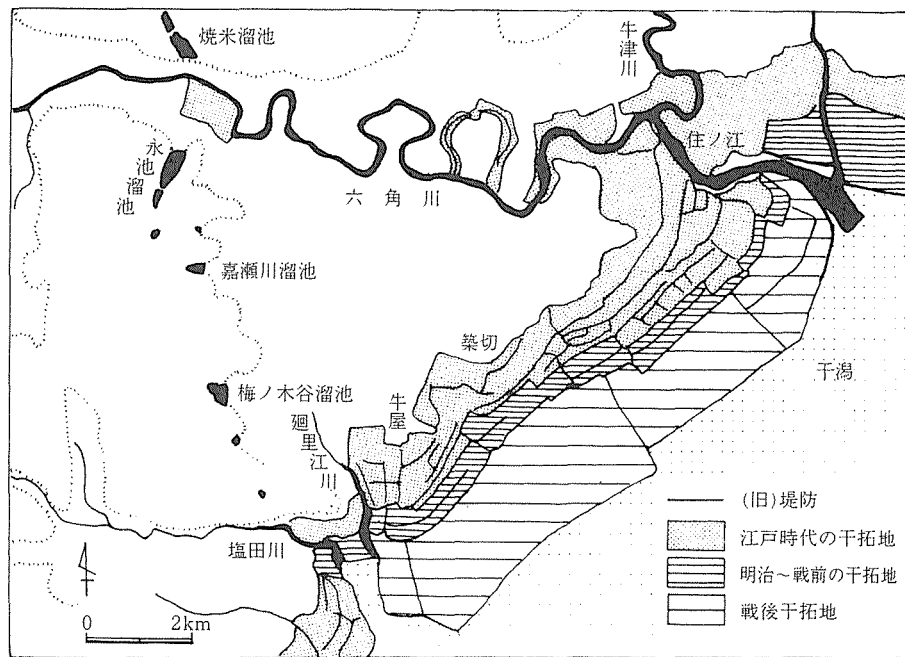 焼米溜池
牛津川
住ノ江
永池溜池
六角川
嘉瀬川溜池
築切
干潟
梅ノ木谷溜池
牛屋
廻里江川
塩田川
(旧)堤防
江戸時代の干拓地
明治～戦前の干拓地
戦後干拓地
0 2km